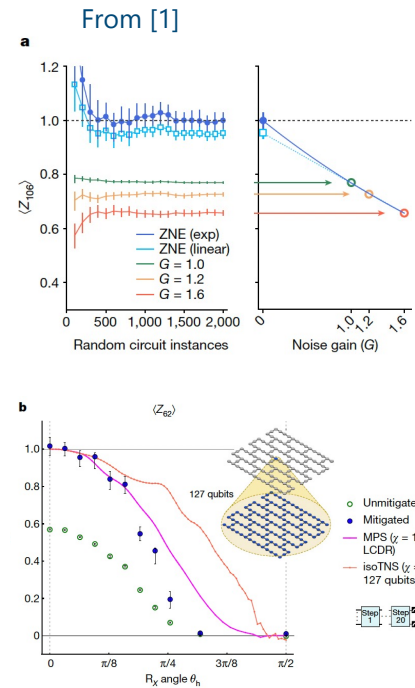 From [1]
a
1.2
1.0
0.8
0.6
0.4
⟨Z106⟩
ZNE (exp)
ZNE (linear)
G = 1.0
G = 1.2
G = 1.6
0 500 1,000 1,500 2,000
Random circuit instances
0 1.0 1.2 1.6
Noise gain (G)
b
⟨Z62⟩
1.0
0.8
0.6
0.4
0.2
0
127 qubits
Unmitigated
Mitigated
MPS (χ = 1
LCDR)
isoTNS (χ =
127 qubits
Step
1
Step
20
0 π/8 π/4 3π/8 π/2
RX angle θh